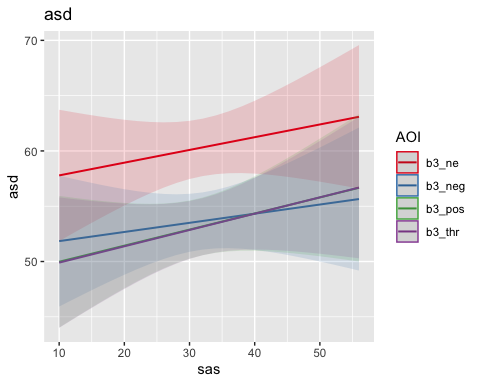 asd
70
60
50
asd
10 20 30 40 50
sas
AOI
b3_ne
b3_neg
b3_pos
b3_thr